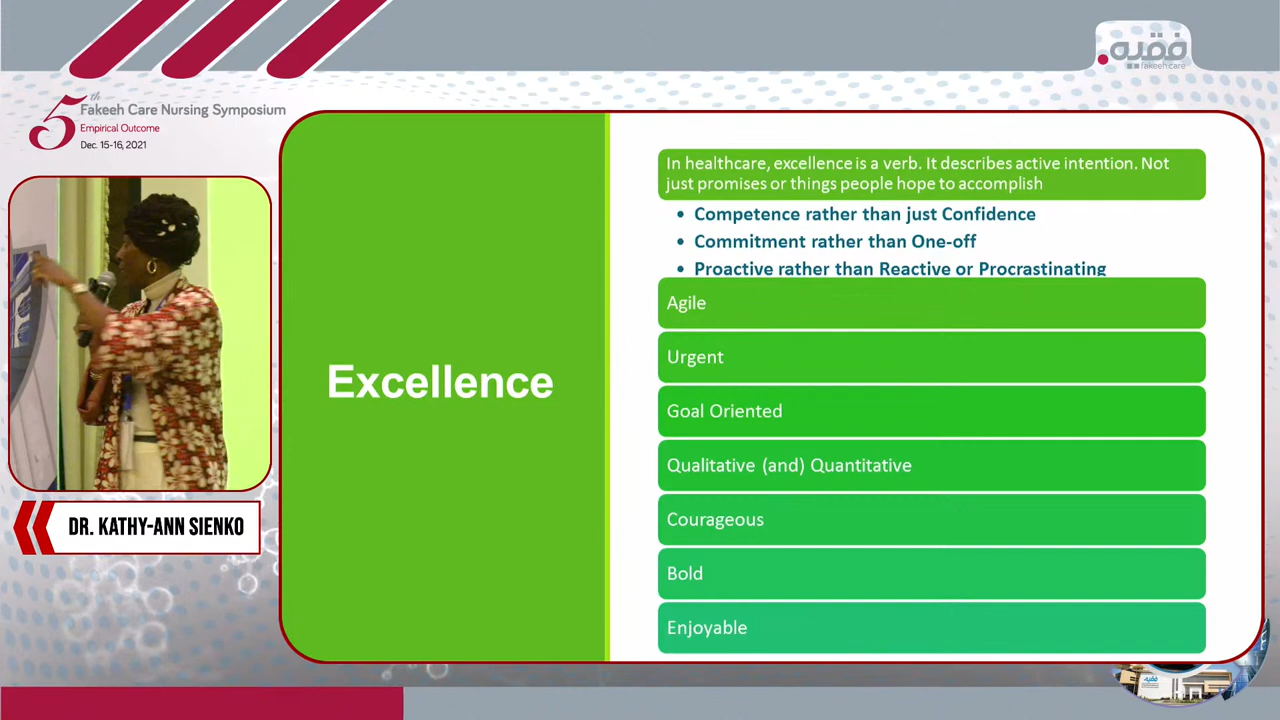 فقيه
fakeeh care
5th
Fakeeh Care Nursing Symposium
Empirical Outcome
Dec. 15-16, 2021
DR. KATHY-ANN SIENKO
Excellence
In healthcare, excellence is a verb. It describes active intention. Not
just promises or things people hope to accomplish
• Competence rather than just Confidence
• Commitment rather than One-off
• Proactive rather than Reactive or Procrastinating
Agile
Urgent
Goal Oriented
Qualitative (and) Quantitative
Courageous
Bold
Enjoyable
فقيه